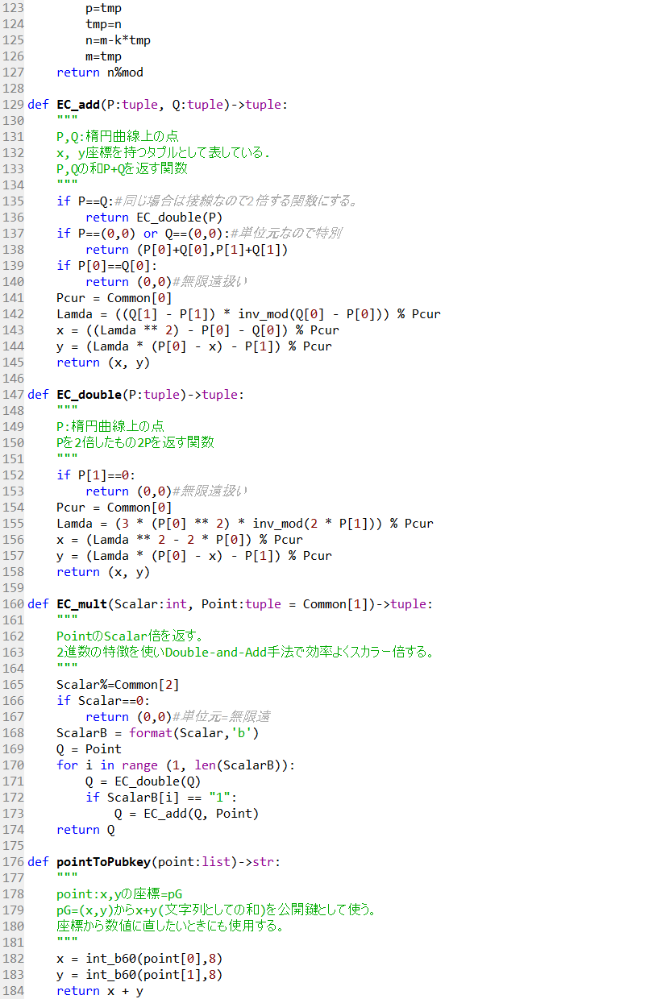 123         p=tmp
124         tmp=n
125         n=m-k*tmp
126         m=tmp
127     return n%mod
128
129 def EC_add(P:tuple, Q:tuple)->tuple:
130     """
131     P,Q:楕円曲線上の点
132     x, y座標を持つタプルとして表している.
133     P,Qの和P+Qを返す関数
134     """
135     if P==Q:#同じ場合は接線なので2倍する関数にする。
136         return EC_double(P)
137     if P==(0,0) or Q==(0,0):#単位元なので特別
138         return (P[0]+Q[0],P[1]+Q[1])
139     if P[0]==Q[0]:
140         return (0,0)#無限遠扱い
141     Pcur = Common[0]
142     Lamda = ((Q[1] - P[1]) * inv_mod(Q[0] - P[0])) % Pcur
143     x = ((Lamda ** 2) - P[0] - Q[0]) % Pcur
144     y = (Lamda * (P[0] - x) - P[1]) % Pcur
145     return (x, y)
146
147 def EC_double(P:tuple)->tuple:
148     """
149     P:楕円曲線上の点
150     Pを2倍したもの2Pを返す関数
151     """
152     if P[1]==0:
153         return (0,0)#無限遠扱い
154     Pcur = Common[0]
155     Lamda = (3 * (P[0] ** 2) * inv_mod(2 * P[1])) % Pcur
156     x = (Lamda ** 2 - 2 * P[0]) % Pcur
157     y = (Lamda * (P[0] - x) - P[1]) % Pcur
158     return (x, y)
159
160 def EC_mult(Scalar:int, Point:tuple = Common[1])->tuple:
161     """
162     PointのScalar倍を返す。
163     2進数の特徴を使いDouble-and-Add手法で効率よくスカラー倍する。
164     """
165     Scalar%=Common[2]
166     if Scalar==0:
167         return (0,0)#単位元=無限遠
168     ScalarB = format(Scalar,'b')
169     Q = Point
170     for i in range (1, len(ScalarB)):
171         Q = EC_double(Q)
172         if ScalarB[i] == "1":
173             Q = EC_add(Q, Point)
174     return Q
175
176 def pointToPubkey(point:list)->str:
177     """
178     point:x,yの座標=pG
179     pG=(x,y)からx+y(文字列としての和)を公開鍵として使う。
180     座標から数値に直したいときにも使用する。
181     """
182     x = int_b60(point[0],8)
183     y = int_b60(point[1],8)
184     return x + y